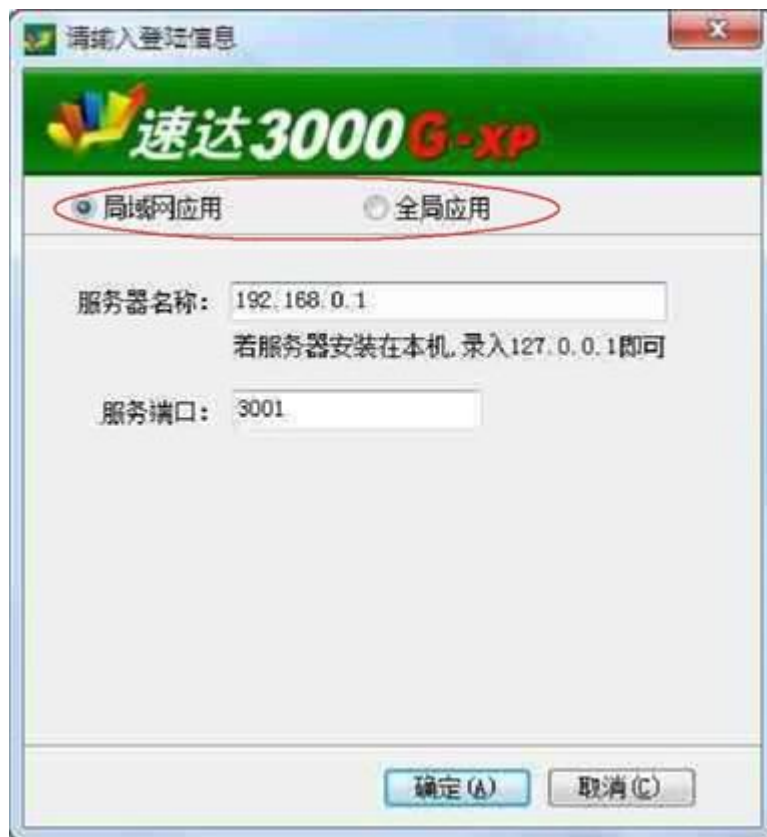 请输入登陆信息
速达3000G-XP
局域网应用 全局应用
服务器名称: 192.168.0.1
若服务器安装在本机,录入127.0.0.1即可
服务端口: 3001
确定(A) 取消(C)